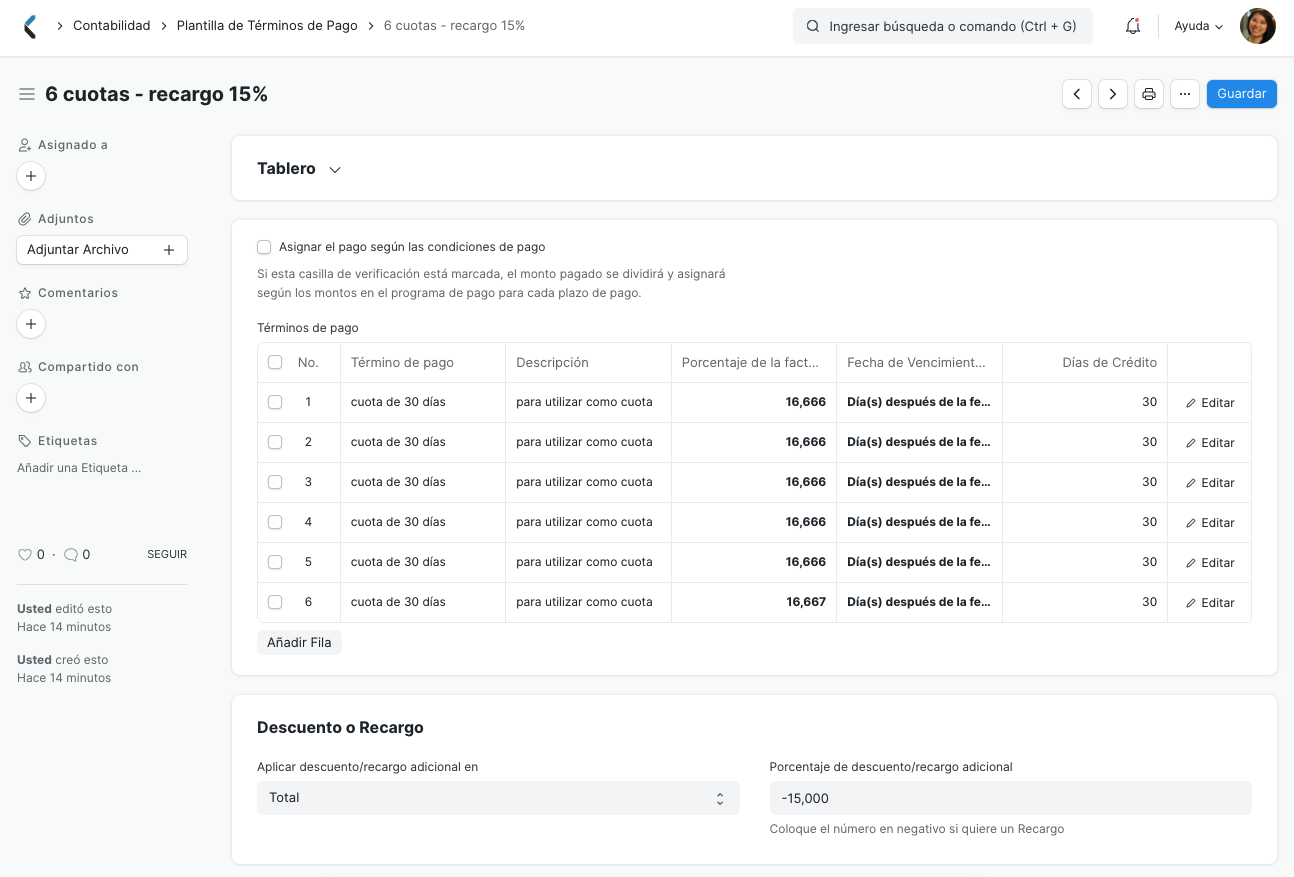 Contabilidad
Plantilla de Términos de Pago
6 cuotas - recargo 15%
Ingresar búsqueda o comando (Ctrl + G)
Ayuda
6 cuotas - recargo 15%
Guardar
Asignado a
Adjuntos
Adjuntar Archivo
Comentarios
Compartido con
Etiquetas
Añadir una Etiqueta ...
0 · 0 SEGUIR
Usted editó esto
Hace 14 minutos
Usted creó esto
Hace 14 minutos
Tablero
Asignar el pago según las condiciones de pago
Si esta casilla de verificación está marcada, el monto pagado se dividirá y asignará
según los montos en el programa de pago para cada plazo de pago.
Términos de pago
No. Término de pago Descripción Porcentaje de la fact... Fecha de Vencimient... Días de Crédito
1 cuota de 30 días para utilizar como cuota 16,666 Día(s) después de la fe... 30 Editar
2 cuota de 30 días para utilizar como cuota 16,666 Día(s) después de la fe... 30 Editar
3 cuota de 30 días para utilizar como cuota 16,666 Día(s) después de la fe... 30 Editar
4 cuota de 30 días para utilizar como cuota 16,666 Día(s) después de la fe... 30 Editar
5 cuota de 30 días para utilizar como cuota 16,666 Día(s) después de la fe... 30 Editar
6 cuota de 30 días para utilizar como cuota 16,667 Día(s) después de la fe... 30 Editar
Añadir Fila
Descuento o Recargo
Aplicar descuento/recargo adicional en
Total
Porcentaje de descuento/recargo adicional
-15,000
Coloque el número en negativo si quiere un Recargo